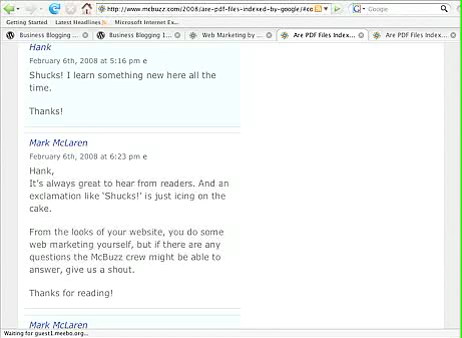 http://www.mcbuzz.com/2008/are-pdf-files-indexed-by-google/#co
Google
Getting Started Latest Headlines Microsoft Internet Ex...
Business Blogging ... Business Blogging 1... Web Marketing by ... Are PDF Files Index... Are PDF Files Index...
Hank
February 6th, 2008 at 5:16 pm e
Shucks! I learn something new here all the
time.
Thanks!
Mark McLaren
February 6th, 2008 at 6:23 pm e
Hank,
It's always great to hear from readers. And an
exclamation like 'Shucks!' is just icing on the
cake.
From the looks of your website, you do some
web marketing yourself, but if there are any
questions the McBuzz crew might be able to
answer, give us a shout.
Thanks for reading!
Mark McLaren
Waiting for guest1.meebo.org...